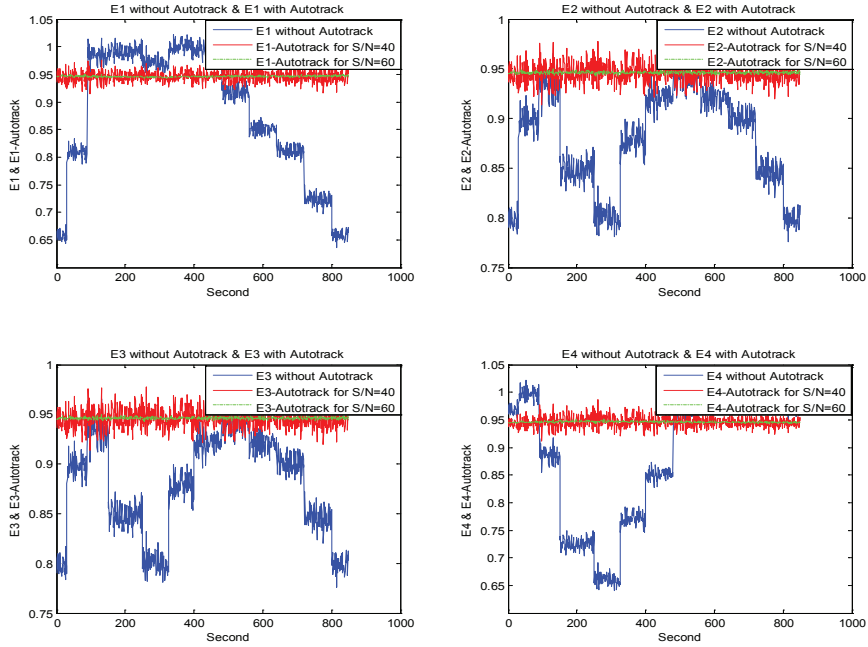 E1 without Autotrack & E1 with Autotrack
1.05
1
0.95
0.9
0.85
0.8
0.75
0.7
0.65
E1 & E1-Autotrack
E1 without Autotrack
E1-Autotrack for S/N=40
E1-Autotrack for S/N=60
0
200
400
600
800
1000
Second
E2 without Autotrack & E2 with Autotrack
1
0.95
0.9
0.85
0.8
0.75
E2 & E2-Autotrack
E2 without Autotrack
E2-Autotrack for S/N=40
E2-Autotrack for S/N=60
0
200
400
600
800
1000
Second
E3 without Autotrack & E3 with Autotrack
1
0.95
0.9
0.85
0.8
0.75
E3 & E3-Autotrack
E3 without Autotrack
E3-Autotrack for S/N=40
E3-Autotrack for S/N=60
0
200
400
600
800
1000
Second
E4 without Autotrack & E4 with Autotrack
1.05
1
0.95
0.9
0.85
0.8
0.75
0.7
0.65
E4 & E4-Autotrack
E4 without Autotrack
E4-Autotrack for S/N=40
E4-Autotrack for S/N=60
0
200
400
600
800
1000
Second